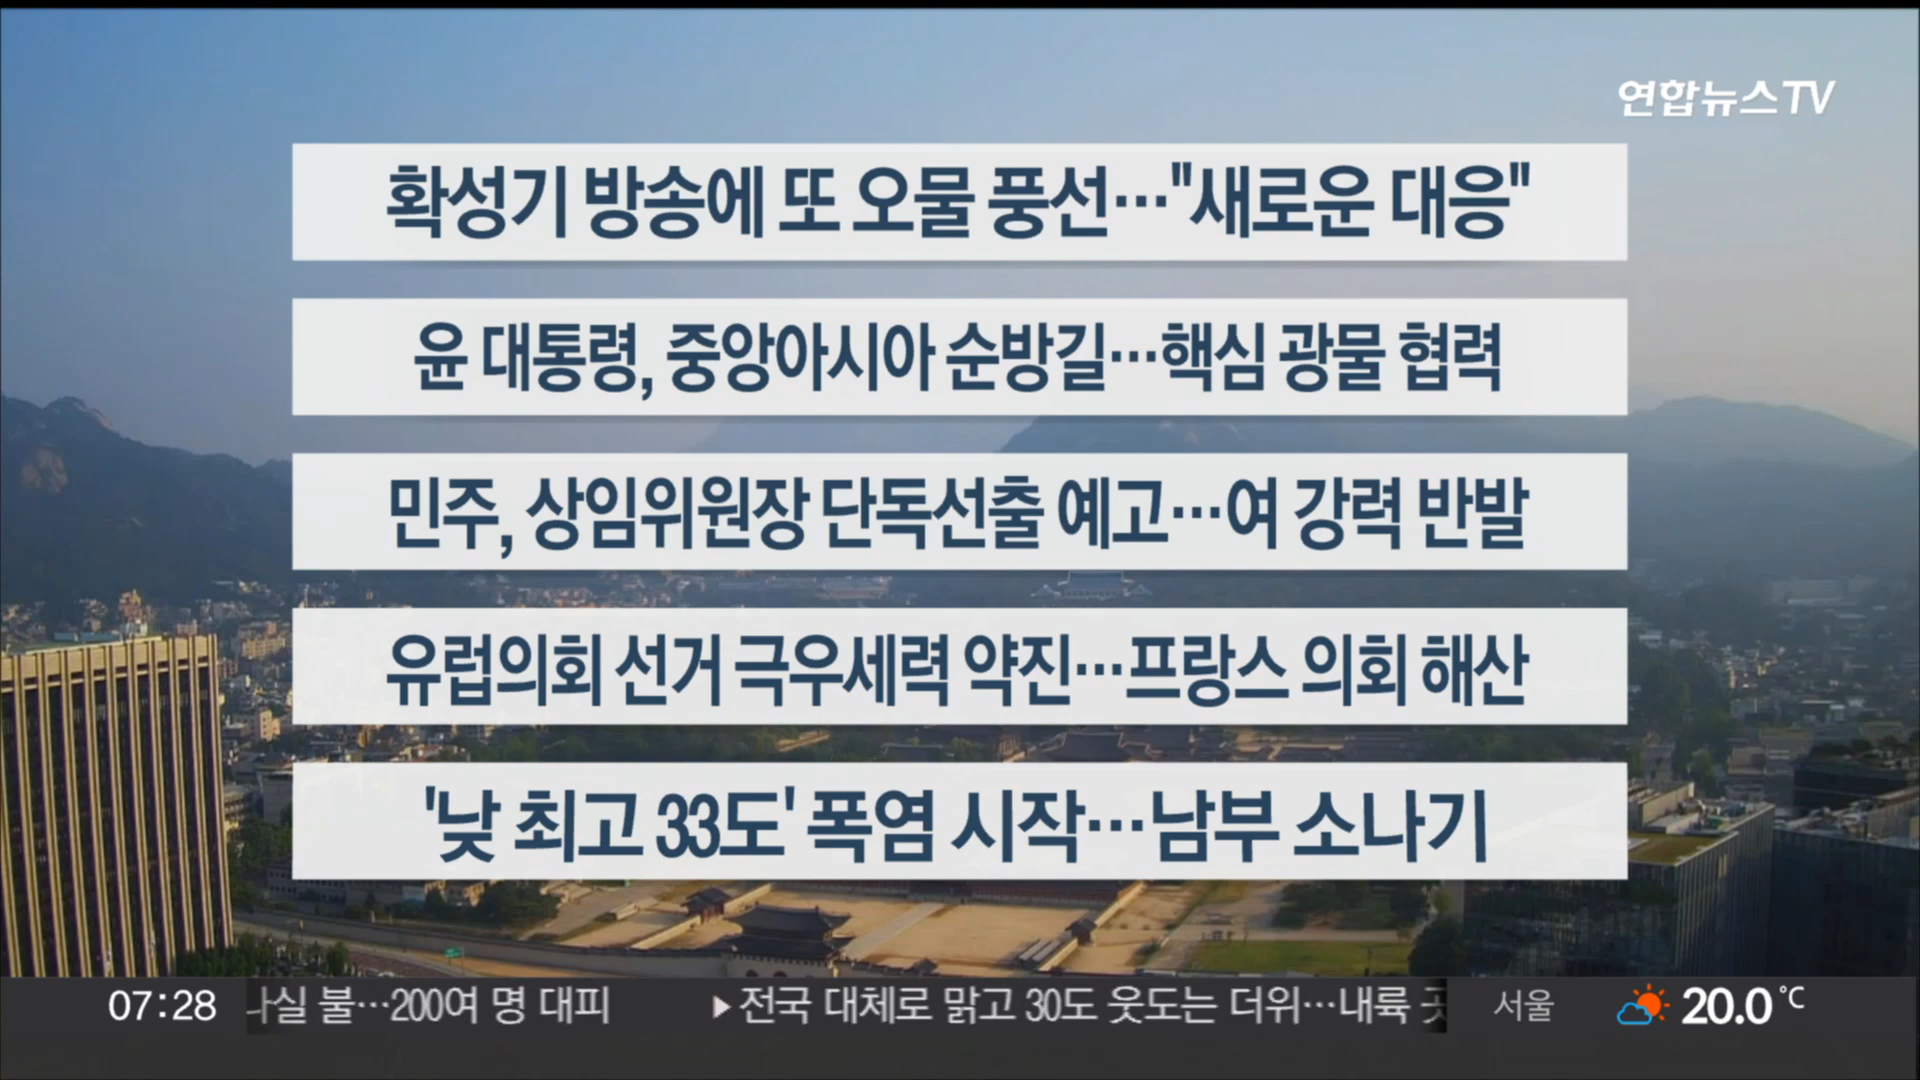 연합뉴스TV
확성기 방송에 또 오물 풍선…"새로운 대응"
윤 대통령, 중앙아시아 순방길…핵심 광물 협력
민주, 상임위원장 단독선출 예고…여 강력 반발
유럽의회 선거 극우세력 약진…프랑스 의회 해산
'낮 최고 33도' 폭염 시작…남부 소나기
07:28 불…200여 명 대피 ▶전국 대체로 맑고 30도 웃도는 더위…내륙 서울 20.0℃